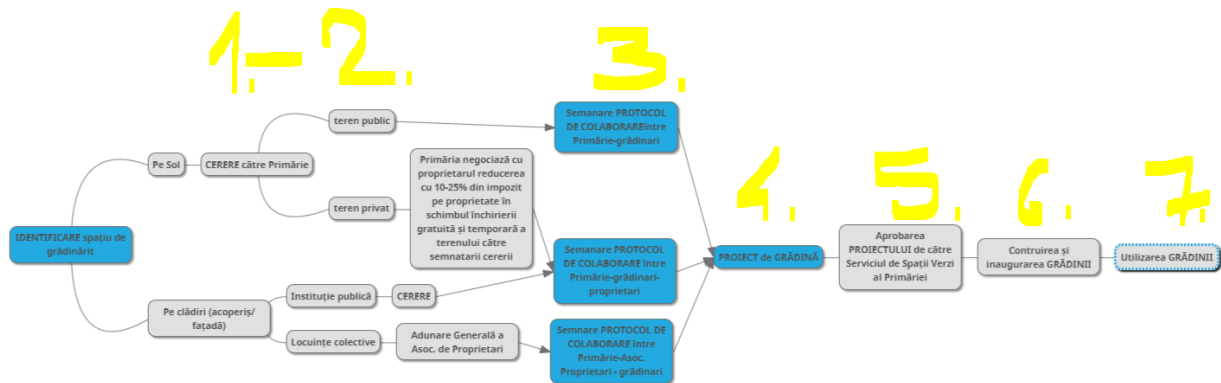 1.-2.
3.
4.
5.
6.
7.
IDENTIFICARE spațiu de
grădinărit
Pe Sol
CERERE către Primărie
teren public
teren privat
Primăria negociază cu
proprietarul reducerea
cu 10-25% din impozit
pe proprietate în
schimbul închirierii
gratuită și temporară a
terenului către
semnatarii cererii
Pe clădiri (acoperiș/
fațadă)
Instituție publică
CERERE
Locuințe colective
Adunare Generală a
Asoc. de Proprietari
Semanare PROTOCOL
DE COLABORAREîntre
Primărie-grădinari
Semanare PROTOCOL
DE COLABORARE între
Primărie-grădinari-
proprietari
Semnare PROTOCOL DE
COLABORARE între
Primărie-Asoc.
Proprietari - grădinari
PROIECT de GRĂDINĂ
Aprobarea
PROIECTULUI de către
Serviciul de Spații Verzi
al Primăriei
Contruirea și
inaugurarea GRĂDINII
Utilizarea GRĂDINII